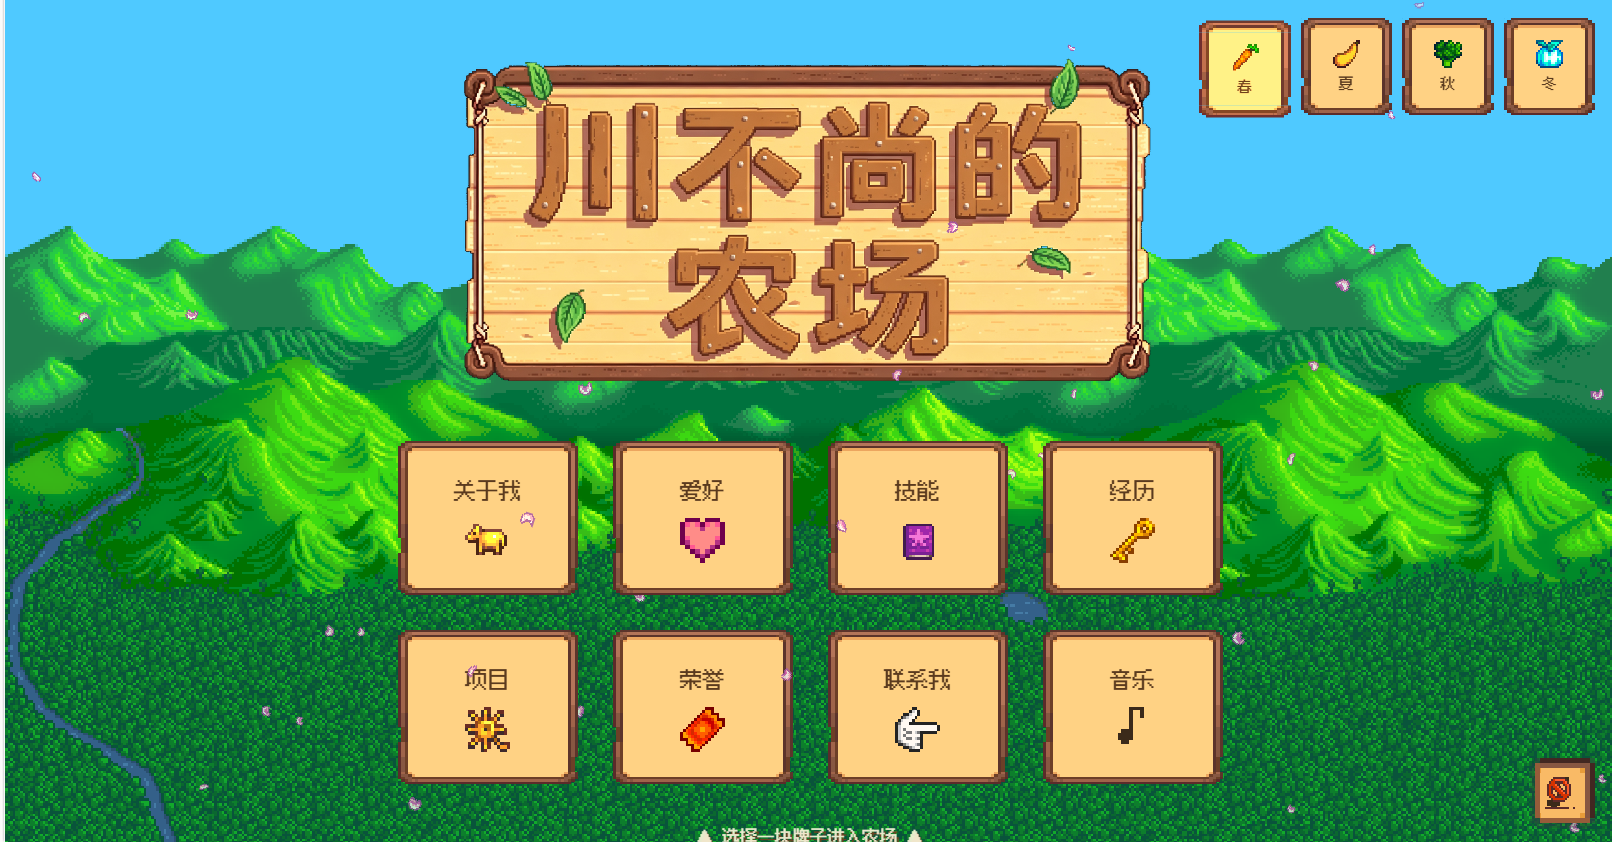 川不尚的
农场
春
夏
秋
冬
关于我
爱好
技能
经历
项目
荣誉
联系我
音乐
▲ 选择一块牌子进入农场 ▲